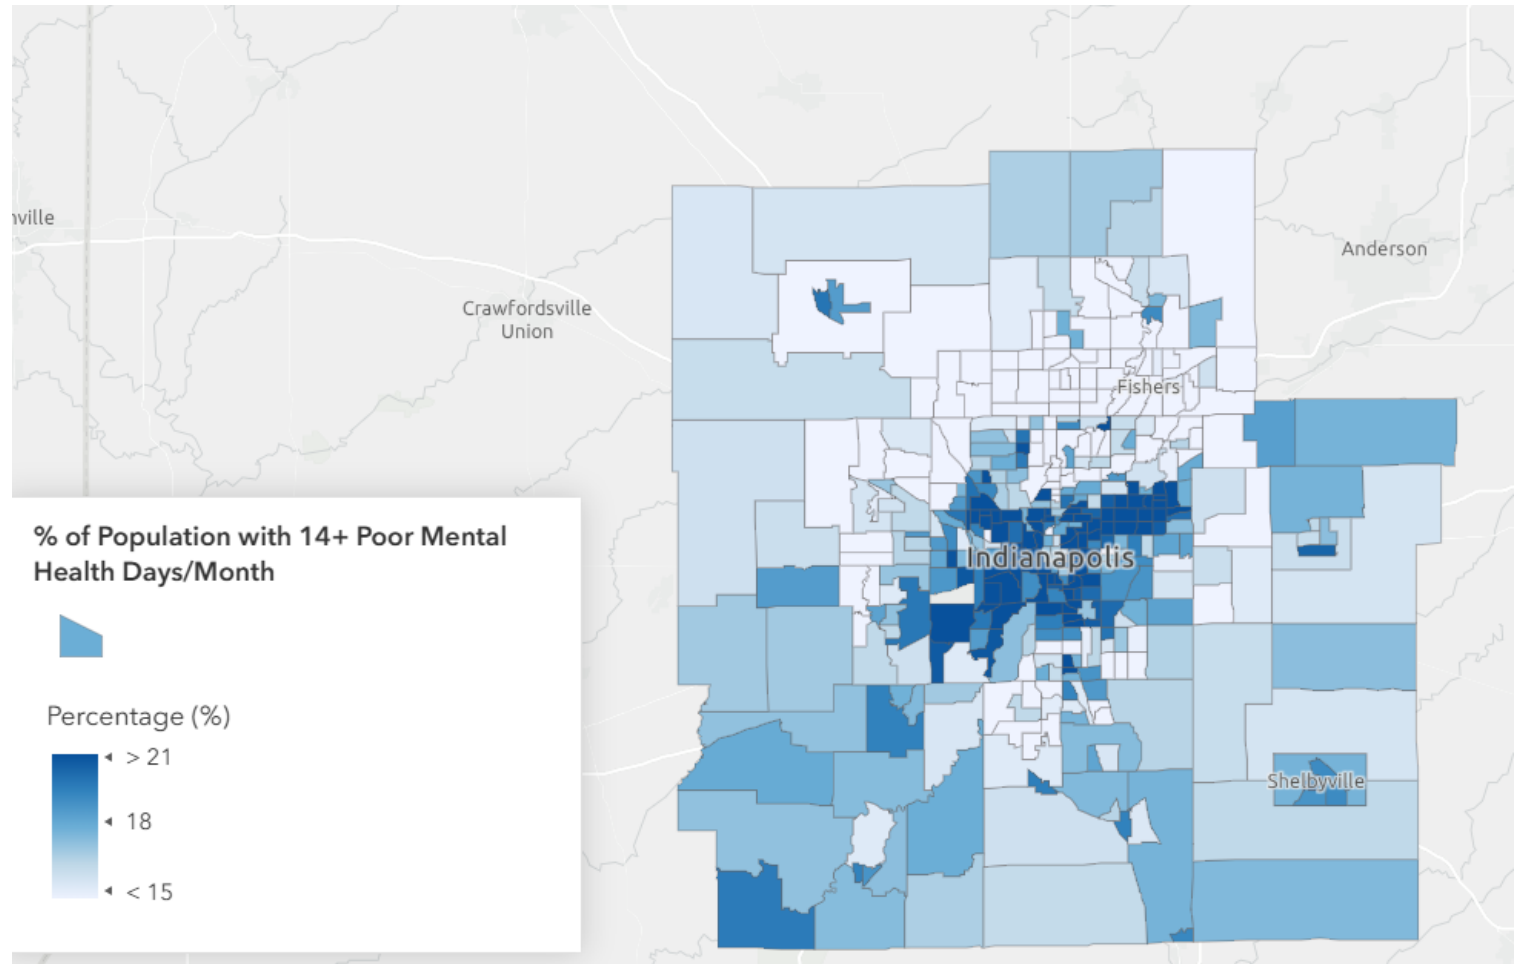 nville
Anderson
Crawfordsville
Union
Fishers
% of Population with 14+ Poor Mental
Health Days/Month
Indianapolis
Percentage (%)
> 21
18
< 15
Shelbyville